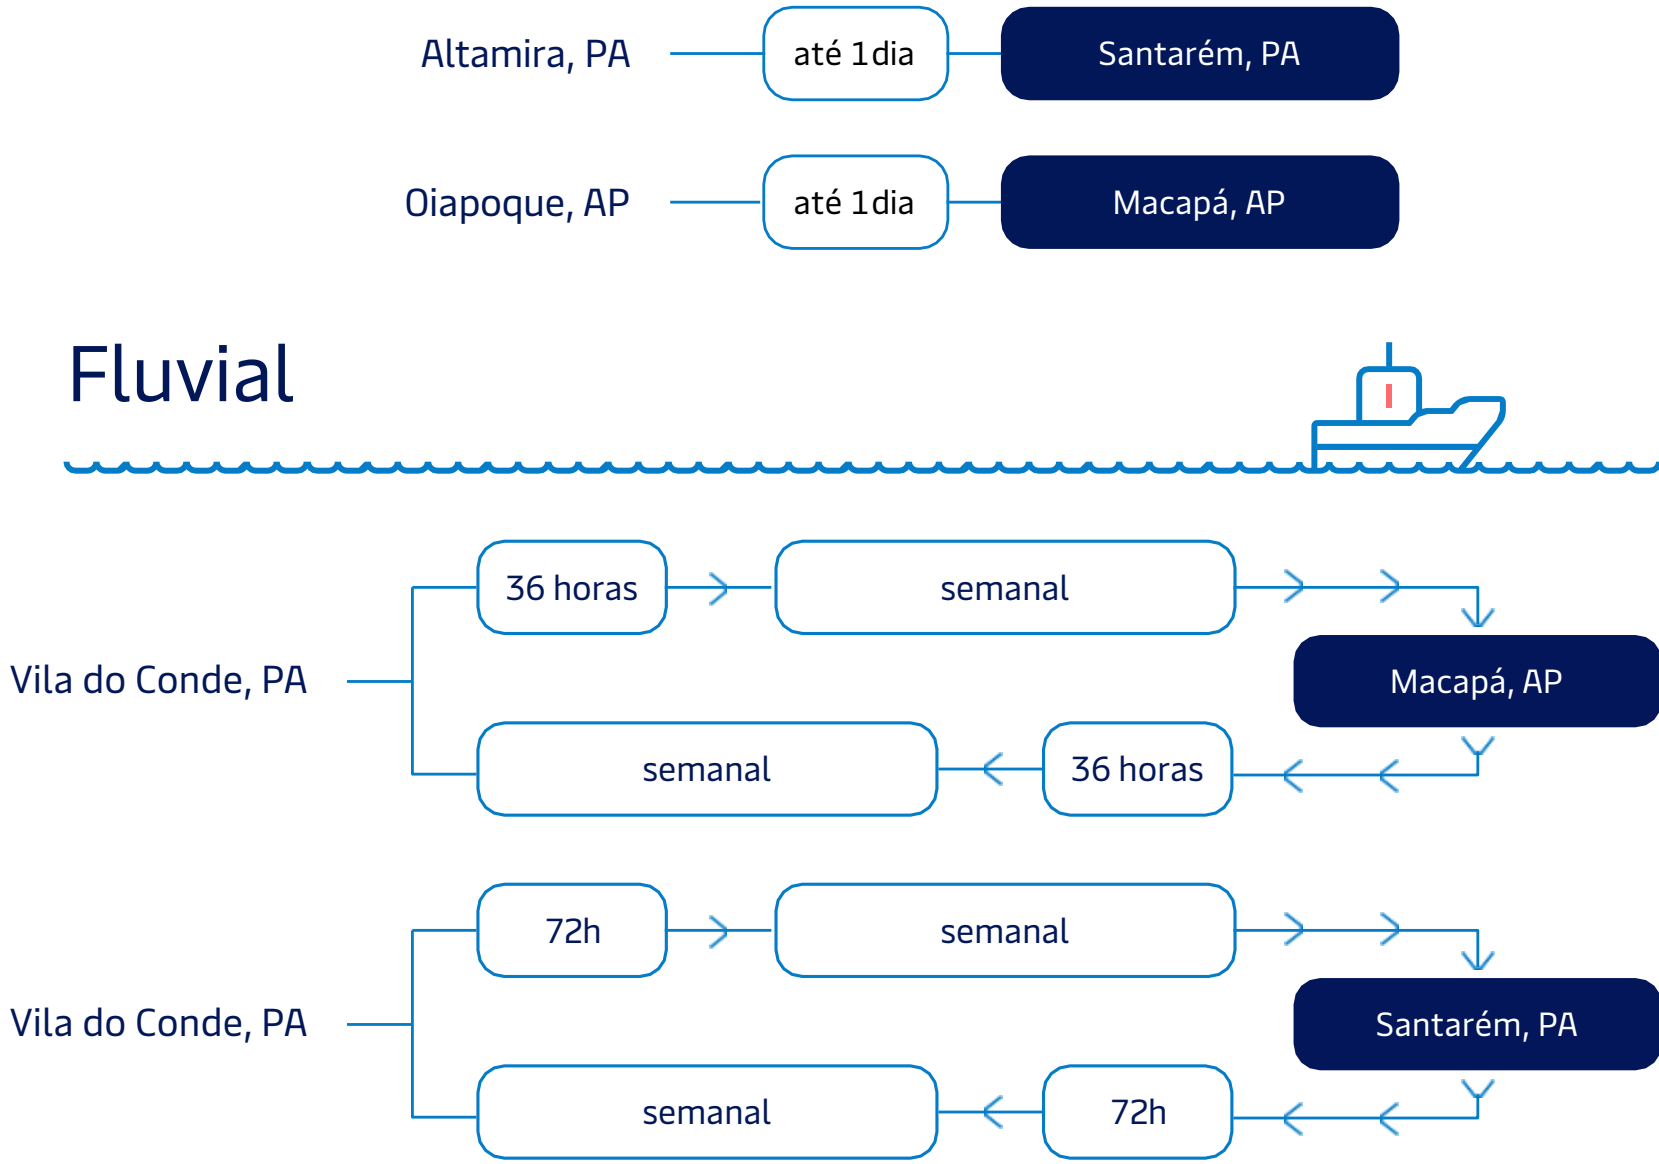 Altamira, PA
até 1 dia
Santarém, PA
Oiapoque, AP
até 1 dia
Macapá, AP
Fluvial
36 horas
semanal
Vila do Conde, PA
Macapá, AP
semanal
36 horas
72h
semanal
Vila do Conde, PA
Santarém, PA
semanal
72h